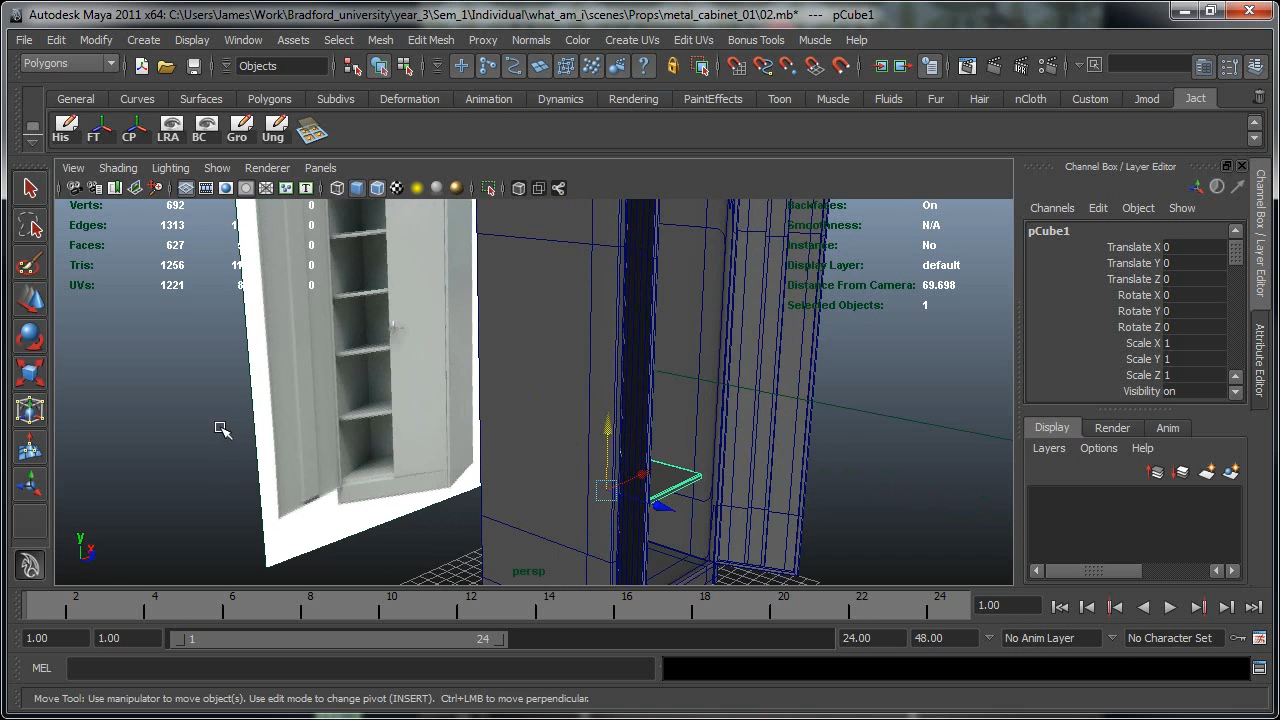 Autodesk Maya 2011 x64: C:\Users\James\Work\Bradford_university\year_3\Sem_1\Individual\what_am_i\scenes\Props\metal_cabinet_01\02.mb* --- pCube1
File Edit Modify Create Display Window Assets Select Mesh Edit Mesh Proxy Normals Color Create UVs Edit UVs Bonus Tools Muscle Help
Polygons Objects
General Curves Surfaces Polygons Subdivs Deformation Animation Dynamics Rendering PaintEffects Toon Muscle Fluids Fur Hair nCloth Custom Jmod Jact
His FT CP LRA BC Gro Ung
View Shading Lighting Show Renderer Panels
Verts: 692 0
Edges: 1313 0
Faces: 627 0
Tris: 1256 0
UVs: 1221 0
Backfaces: On
Smoothness: N/A
Instance: No
Display Layer: default
Distance From Camera: 69.698
Selected Objects: 1
persp
y
x
Channel Box / Layer Editor
Channels Edit Object Show
pCube1
Translate X 0
Translate Y 0
Translate Z 0
Rotate X 0
Rotate Y 0
Rotate Z 0
Scale X 1
Scale Y 1
Scale Z 1
Visibility on
Display Render Anim
Layers Options Help
Channel Box / Layer Editor
Attribute Editor
2 4 6 8 10 12 14 16 18 20 22 24
1.00
1.00 1.00 1 24 24.00 48.00 No Anim Layer No Character Set
MEL
Move Tool: Use manipulator to move object(s). Use edit mode to change pivot (INSERT). Ctrl+LMB to move perpendicular.